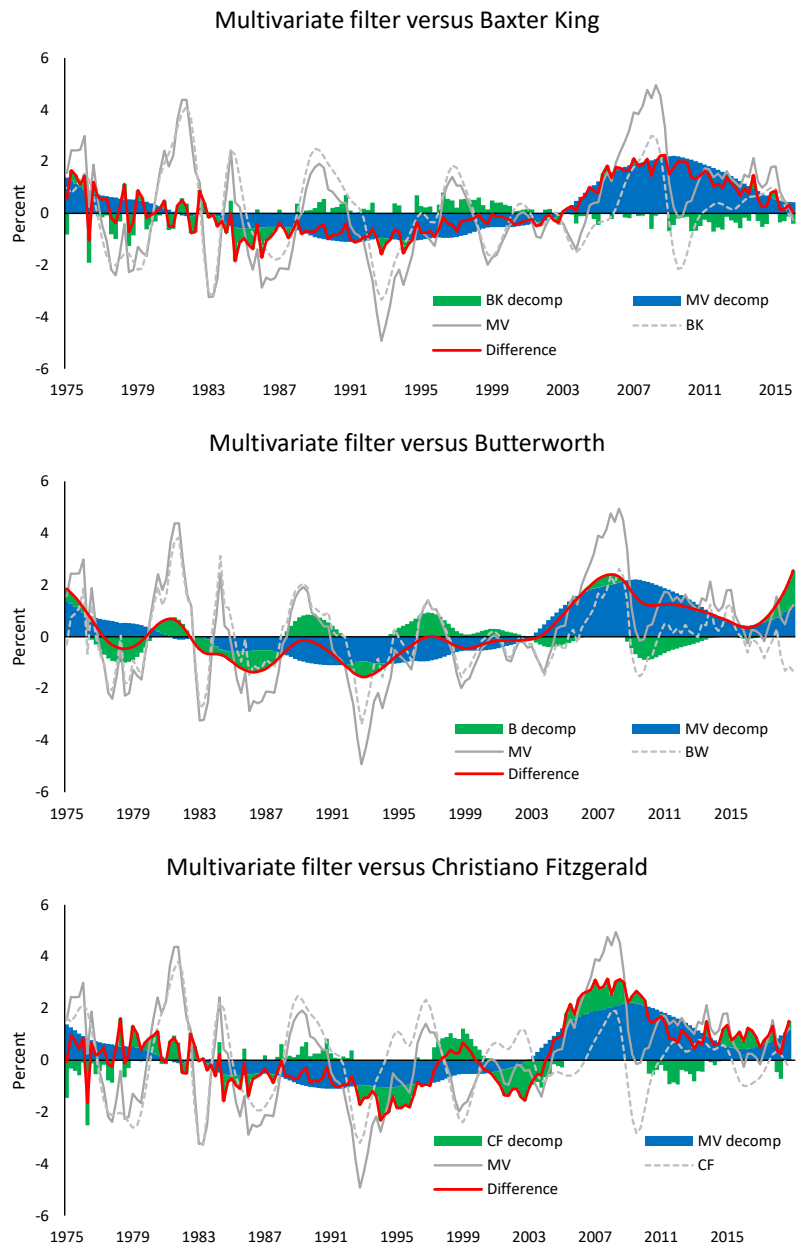 Multivariate filter versus Baxter King
6
4
2
0
-2
-4
-6
Percent
BK decomp MV decomp
MV BK
Difference
1975 1979 1983 1987 1991 1995 1999 2003 2007 2011 2015
Multivariate filter versus Butterworth
6
4
2
0
-2
-4
-6
Percent
B decomp MV decomp
MV BW
Difference
1975 1979 1983 1987 1991 1995 1999 2003 2007 2011 2015
Multivariate filter versus Christiano Fitzgerald
6
4
2
0
-2
-4
-6
Percent
CF decomp MV decomp
MV CF
Difference
1975 1979 1983 1987 1991 1995 1999 2003 2007 2011 2015